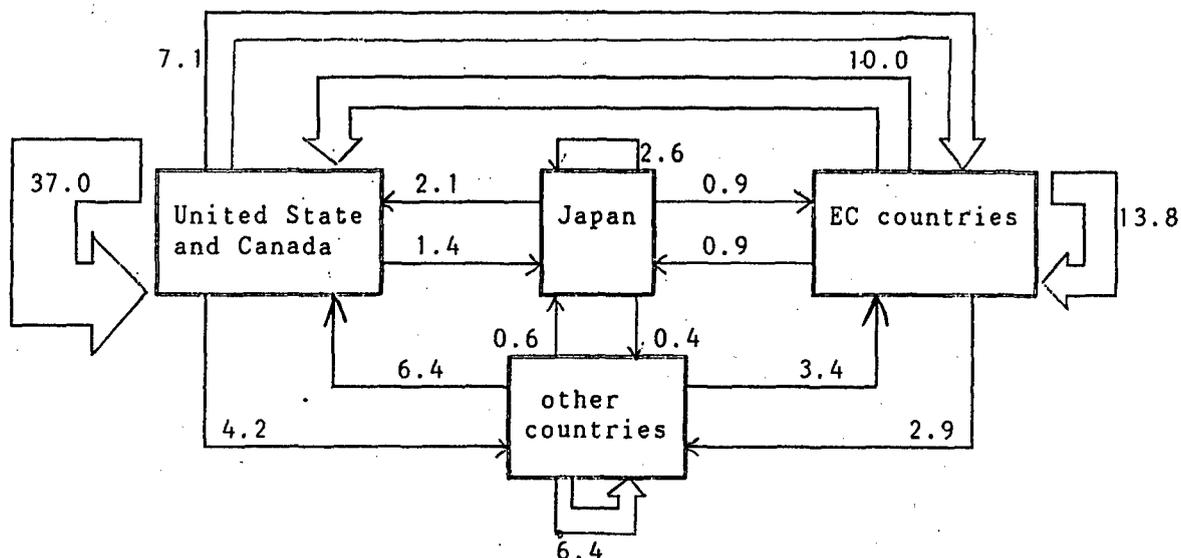 7.1
10.0
37.0
2.6
United State
and Canada
2.1
1.4
Japan
0.9
0.9
EC countries
13.8
0.6
0.4
6.4
3.4
other
countries
4.2
2.9
6.4